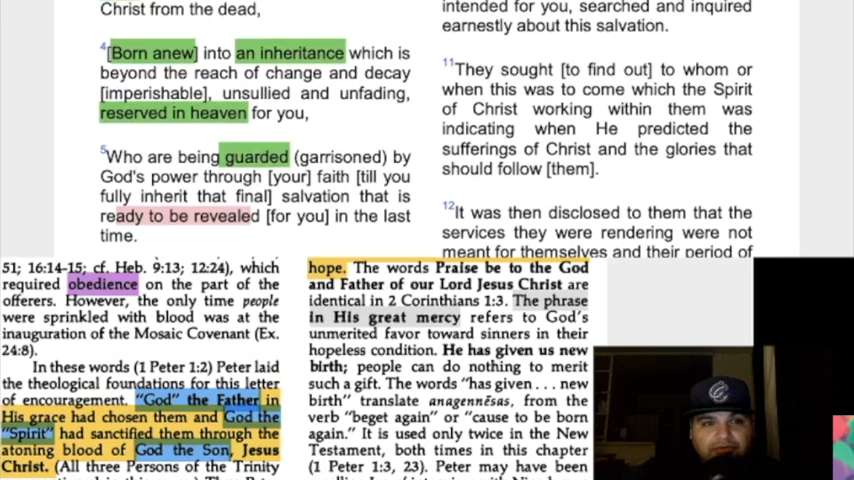 Christ from the dead,
4[Born anew] into an inheritance which is
beyond the reach of change and decay
[imperishable], unsullied and unfading,
reserved in heaven for you,
5Who are being guarded (garrisoned) by
God's power through [your] faith [till you
fully inherit that final] salvation that is
ready to be revealed [for you] in the last
time.
intended for you, searched and inquired
earnestly about this salvation.
11They sought [to find out] to whom or
when this was to come which the Spirit
of Christ working within them was
indicating when He predicted the
sufferings of Christ and the glories that
should follow [them].
12It was then disclosed to them that the
services they were rendering were not
meant for themselves and their period of
51; 16:14-15; cf. Heb. 9:13; 12:24), which
required obedience on the part of the
offerers. However, the only time people
were sprinkled with blood was at the
inauguration of the Mosaic Covenant (Ex.
24:8).
In these words (1 Peter 1:2) Peter laid
the theological foundations for this letter
of encouragement. "God" the Father in
His grace had chosen them and God the
"Spirit" had sanctified them through the
atoning blood of God the Son, Jesus
Christ. (All three Persons of the Trinity
hope. The words Praise be to the God
and Father of our Lord Jesus Christ are
identical in 2 Corinthians 1:3. The phrase
in His great mercy refers to God's
unmerited favor toward sinners in their
hopeless condition. He has given us new
birth; people can do nothing to merit
such a gift. The words "has given . . . new
birth" translate anagennēsas, from the
verb "beget again" or "cause to be born
again." It is used only twice in the New
Testament, both times in this chapter
(1 Peter 1:3, 23). Peter may have been